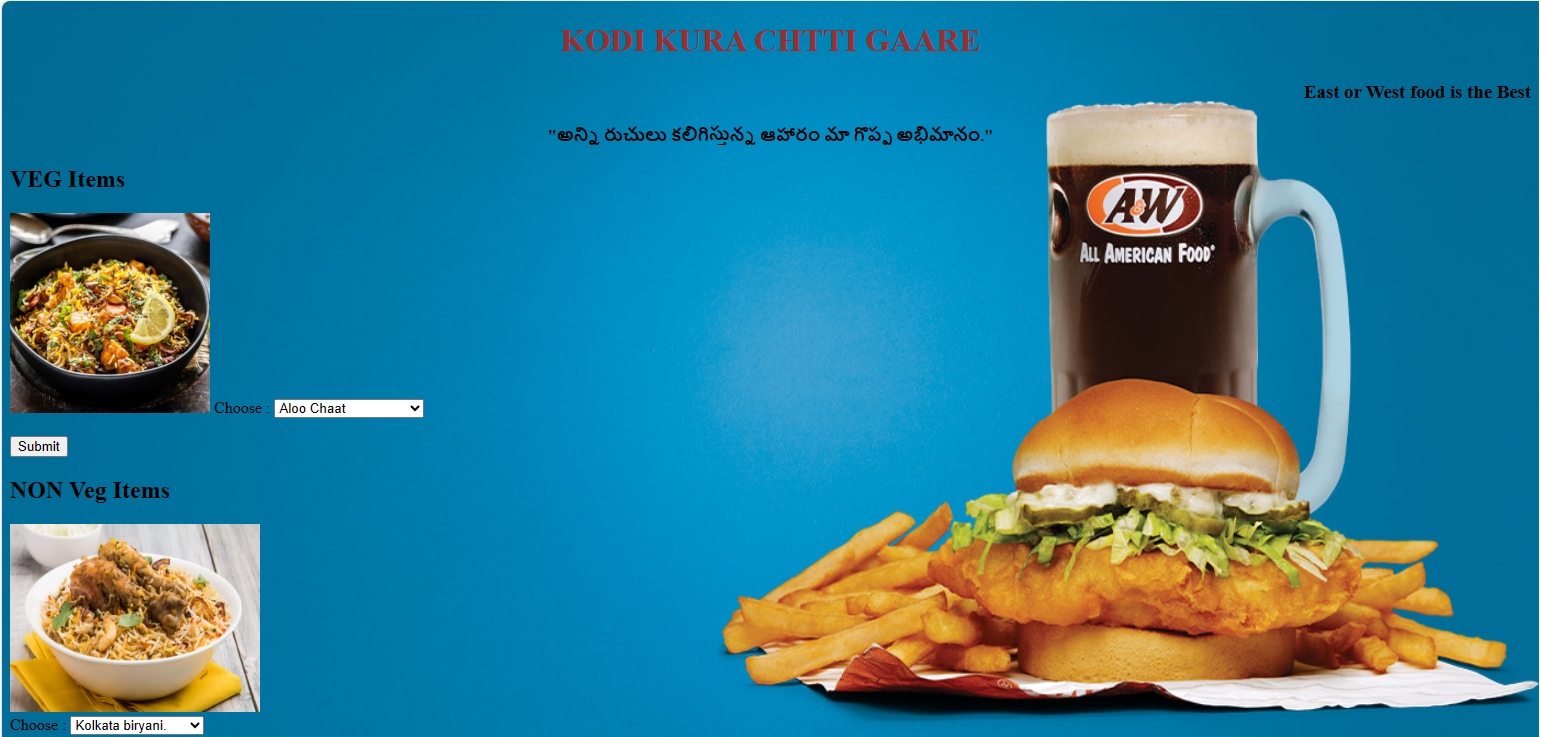 KODI KURA CHTTI GAARE
East or West food is the Best
"అన్ని రుచులు కలిగిస్తున్న ఆహారం మా గొప్ప అభిమానం."
VEG Items
A&W
ALL AMERICAN FOOD®
Choose : Aloo Chaat
Submit
NON Veg Items
Choose : Kolkata biryani.